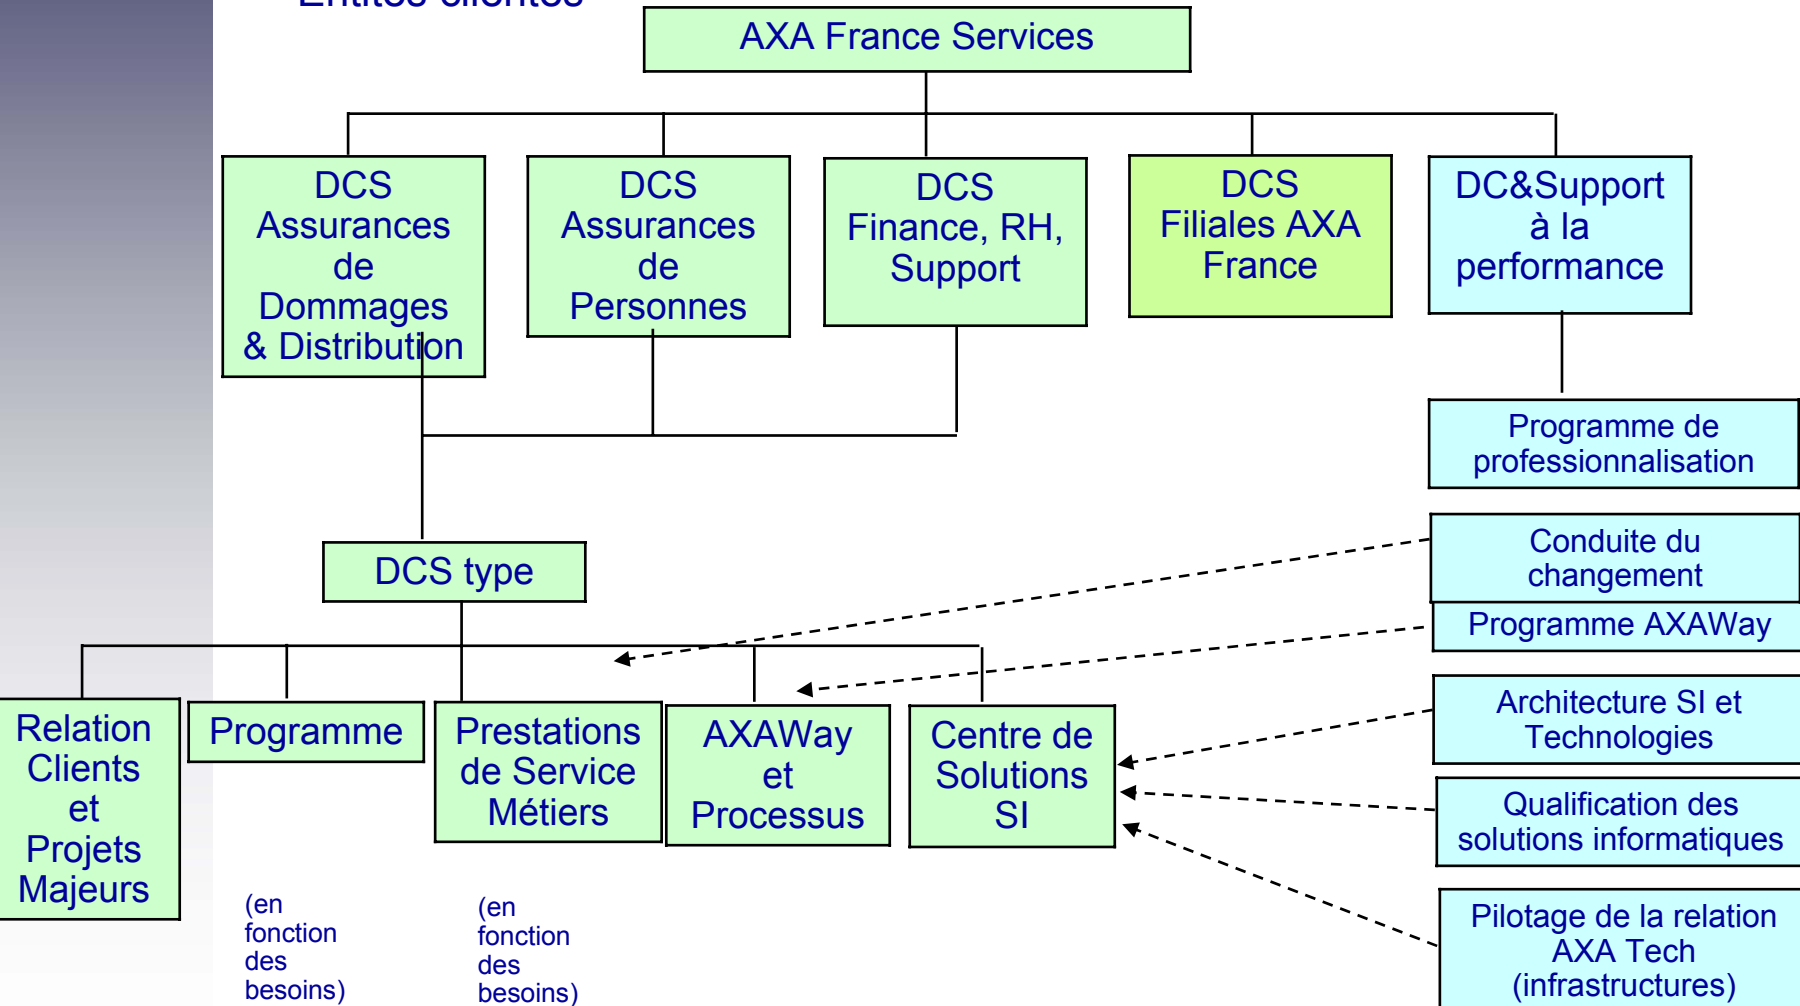 Entités clientes
AXA France Services
DCS
Assurances
de
Dommages
& Distribution
DCS
Assurances
de
Personnes
DCS
Finance, RH,
Support
DCS
Filiales AXA
France
DC&Support
à la
performance
Programme de
professionnalisation
Conduite du
changement
Programme AXAWay
Architecture SI et
Technologies
Qualification des
solutions informatiques
Pilotage de la relation
AXA Tech
(infrastructures)
DCS type
Relation
Clients
et
Projets
Majeurs
Programme
Prestations
de Service
Métiers
AXAWay
et
Processus
Centre de
Solutions
SI
(en
fonction
des
besoins)
(en
fonction
des
besoins)